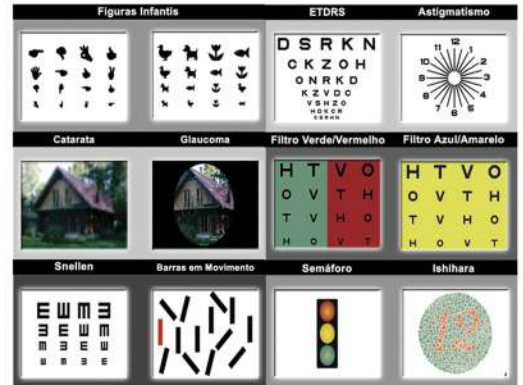 Figuras Infantis
ETDRS
Astigmatismo
D S R K N
C K Z O H
O N R K D
K Z V D C
V S H Z O
H D K C R
12
11 1
10 2
9 3
8 4
7 5
6
Catarata
Glaucoma
Filtro Verde/Vermelho
Filtro Azul/Amarelo
H T V O
O V T H
T V H O
H O V T
H T V O
O V T H
T V H O
H O V T
Snellen
Barras em Movimento
Semáforo
Ishihara
12